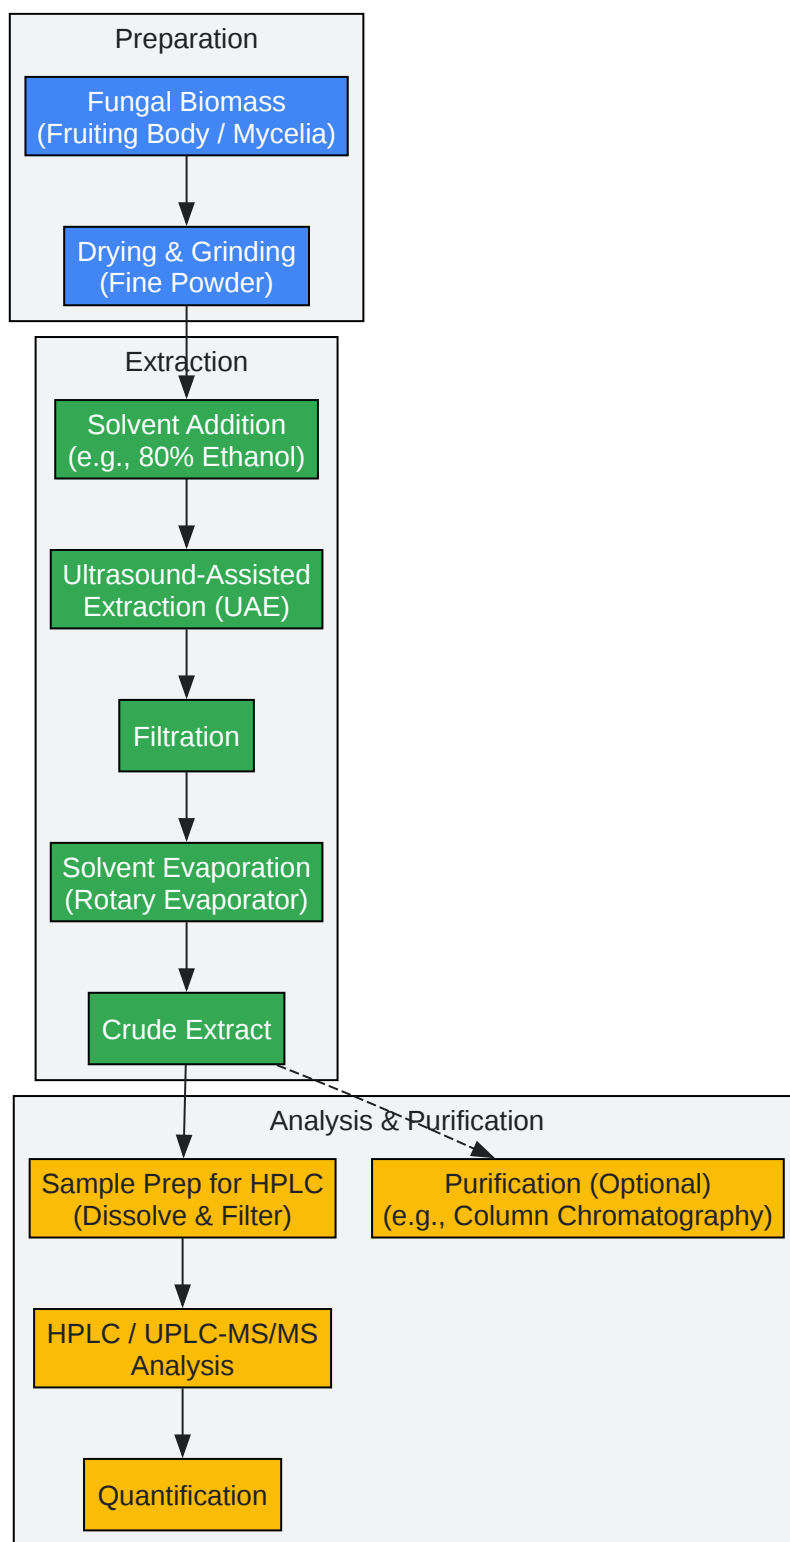 Preparation
Fungal Biomass
(Fruiting Body / Mycelia)
Drying & Grinding
(Fine Powder)
Extraction
Solvent Addition
(e.g., 80% Ethanol)
Ultrasound-Assisted
Extraction (UAE)
Filtration
Solvent Evaporation
(Rotary Evaporator)
Crude Extract
Analysis & Purification
Sample Prep for HPLC
(Dissolve & Filter)
Purification (Optional)
(e.g., Column Chromatography)
HPLC / UPLC-MS/MS
Analysis
Quantification